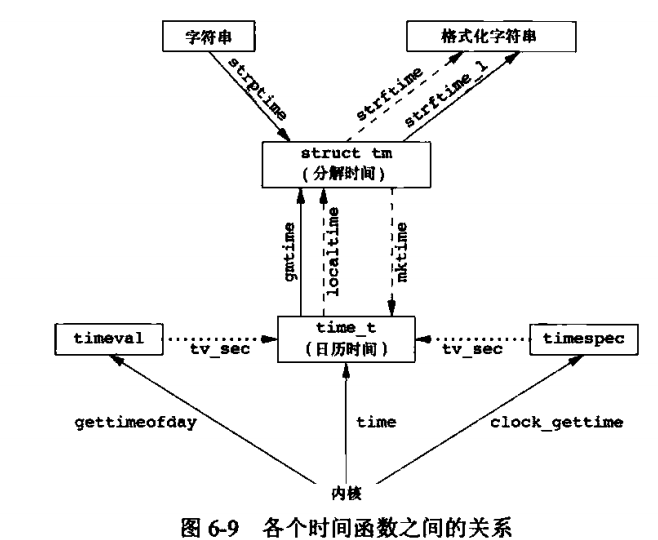 字符串
格式化字符串
strptime
strftime
strftime_l
struct tm
(分解时间)
gmtime
localtime
mktime
timeval
tv_sec
time_t
(日历时间)
tv_sec
timespec
gettimeofday
time
clock_gettime
内核
图 6-9 各个时间函数之间的关系